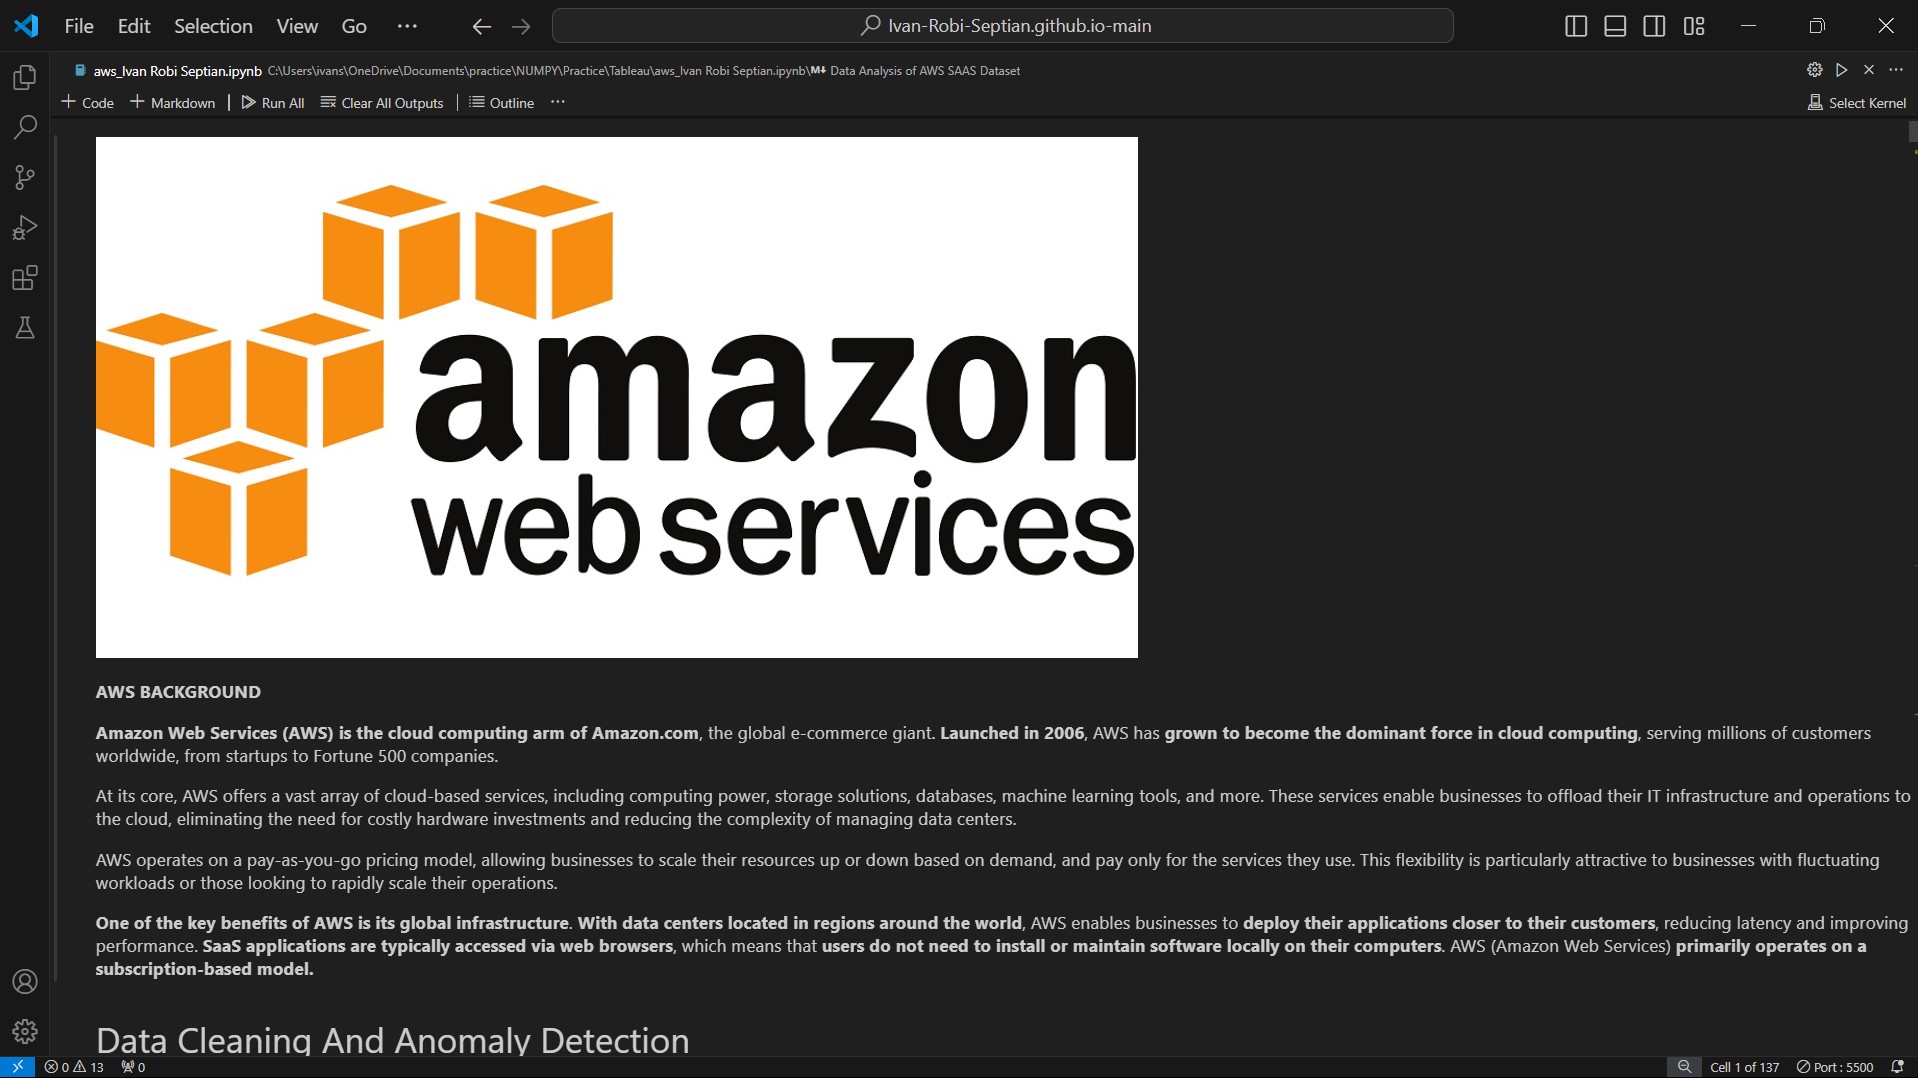 File Edit Selection View Go ··· Ivan-Robi-Septian.github.io-main
aws_Ivan Robi Septian.ipynb C:\Users\ivans\OneDrive\Documents\practice\NUMPY\Practice\Tableau\aws_Ivan Robi Septian.ipynb\M↓ Data Analysis of AWS SAAS Dataset
+ Code + Markdown | Run All Clear All Outputs | Outline ··· Select Kernel
amazon
web services
AWS BACKGROUND
Amazon Web Services (AWS) is the cloud computing arm of Amazon.com, the global e-commerce giant. Launched in 2006, AWS has grown to become the dominant force in cloud computing, serving millions of customers
worldwide, from startups to Fortune 500 companies.
At its core, AWS offers a vast array of cloud-based services, including computing power, storage solutions, databases, machine learning tools, and more. These services enable businesses to offload their IT infrastructure and operations to
the cloud, eliminating the need for costly hardware investments and reducing the complexity of managing data centers.
AWS operates on a pay-as-you-go pricing model, allowing businesses to scale their resources up or down based on demand, and pay only for the services they use. This flexibility is particularly attractive to businesses with fluctuating
workloads or those looking to rapidly scale their operations.
One of the key benefits of AWS is its global infrastructure. With data centers located in regions around the world, AWS enables businesses to deploy their applications closer to their customers, reducing latency and improving
performance. SaaS applications are typically accessed via web browsers, which means that users do not need to install or maintain software locally on their computers. AWS (Amazon Web Services) primarily operates on a
subscription-based model.
Data Cleaning And Anomaly Detection
0 13 0 Cell 1 of 137 Port : 5500